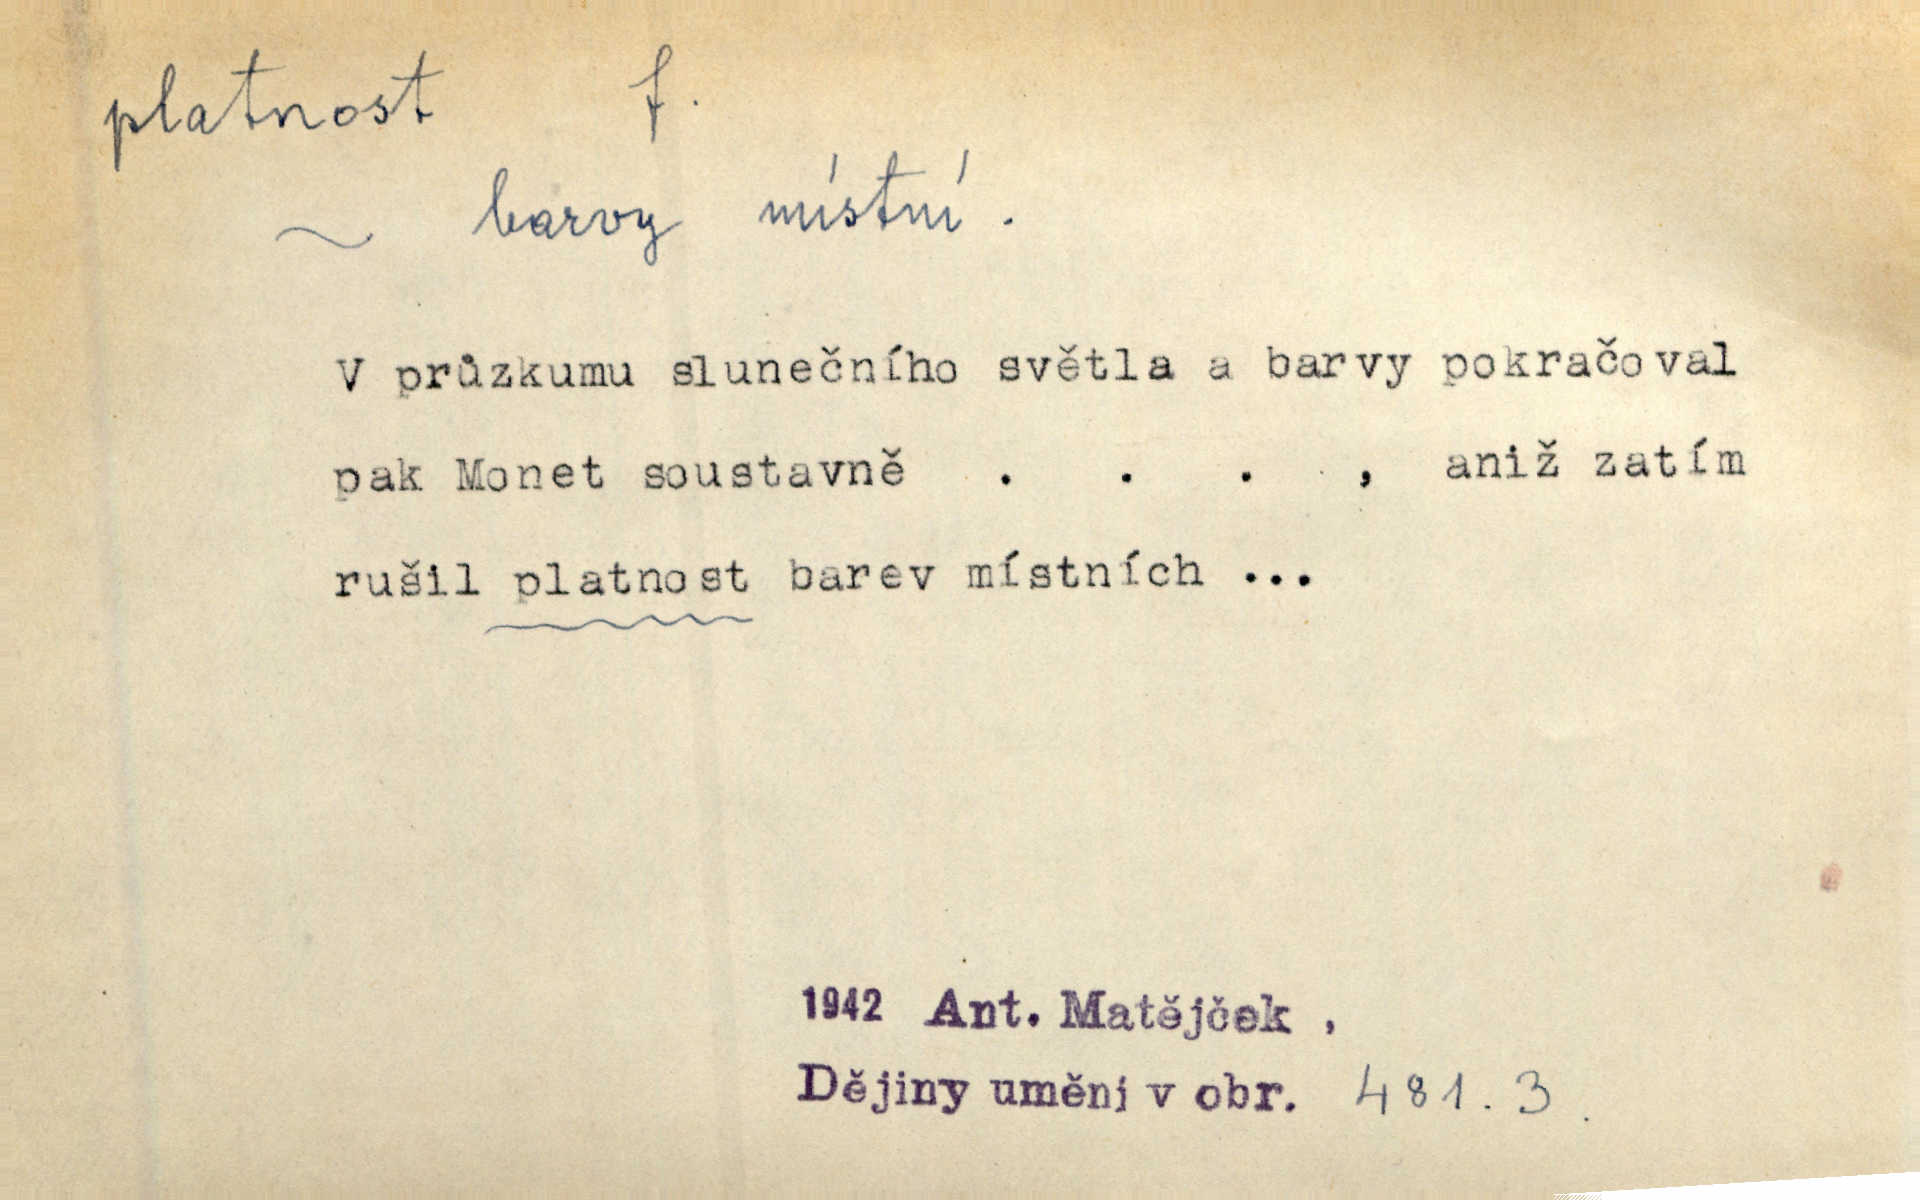 platnost f.
~ barvy místní.
V průzkumu slunečního světla a barvy pokračoval
pak Monet soustavně . . . , aniž zatím
rušil platnost barev místních ...
1942 Ant. Matějček ,
Dějiny umění v obr. 481.3.